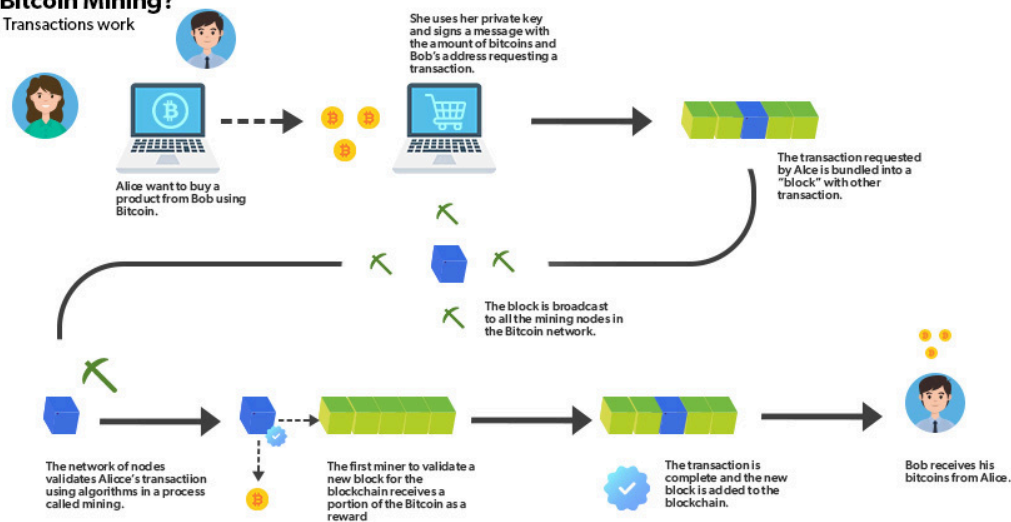 Bitcoin Mining?
Transactions work
She uses her private key
and signs a message with
the amount of bitcoins and
Bob's address requesting a
transaction.
Alice want to buy a
product from Bob using
Bitcoin.
The transaction requested
by Alce is bundled into a
"block" with other
transaction.
The block is broadcast
to all the mining nodes in
the Bitcoin network.
The network of nodes
validates Alicce's transactiion
using algorithms in a process
called mining.
The first miner to validate a
new block for the
blockchain receives a
portion of the Bitcoin as a
reward
The transaction is
complete and the new
block is added to the
blockchain.
Bob receives his
bitcoins from Alice.